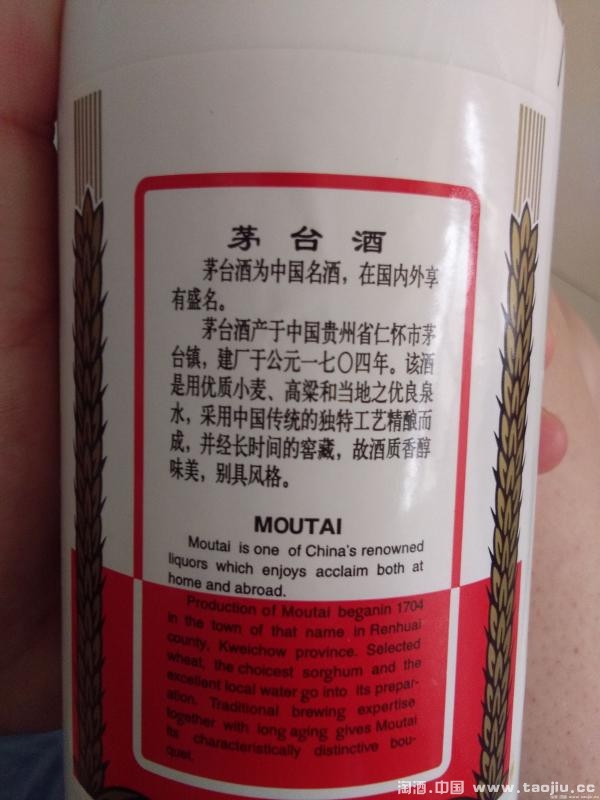 茅台酒
茅台酒为中国名酒，在国内外享
有盛名。
茅台酒产于中国贵州省仁怀市茅
台镇，建厂于公元一七〇四年。该酒
是用优质小麦、高粱和当地之优良泉
水，采用中国传统的独特工艺精酿而
成，并经长时间的窖藏，故酒质香醇
味美，别具风格。
MOUTAI
Moutai is one of China's renowned
liquors which enjoys acclaim both at
home and abroad.
Production of Moutai beganin 1704
in the town of that name in Renhuai
county, Kweichow province. Selected
wheat, the choicest sorghum and the
excellent local water go into its prepar-
ation. Traditional brewing expertise
together with long aging gives Moutai
its characteristically distinctive bou-
quet.
淘酒.中国 www.taojiu.cc